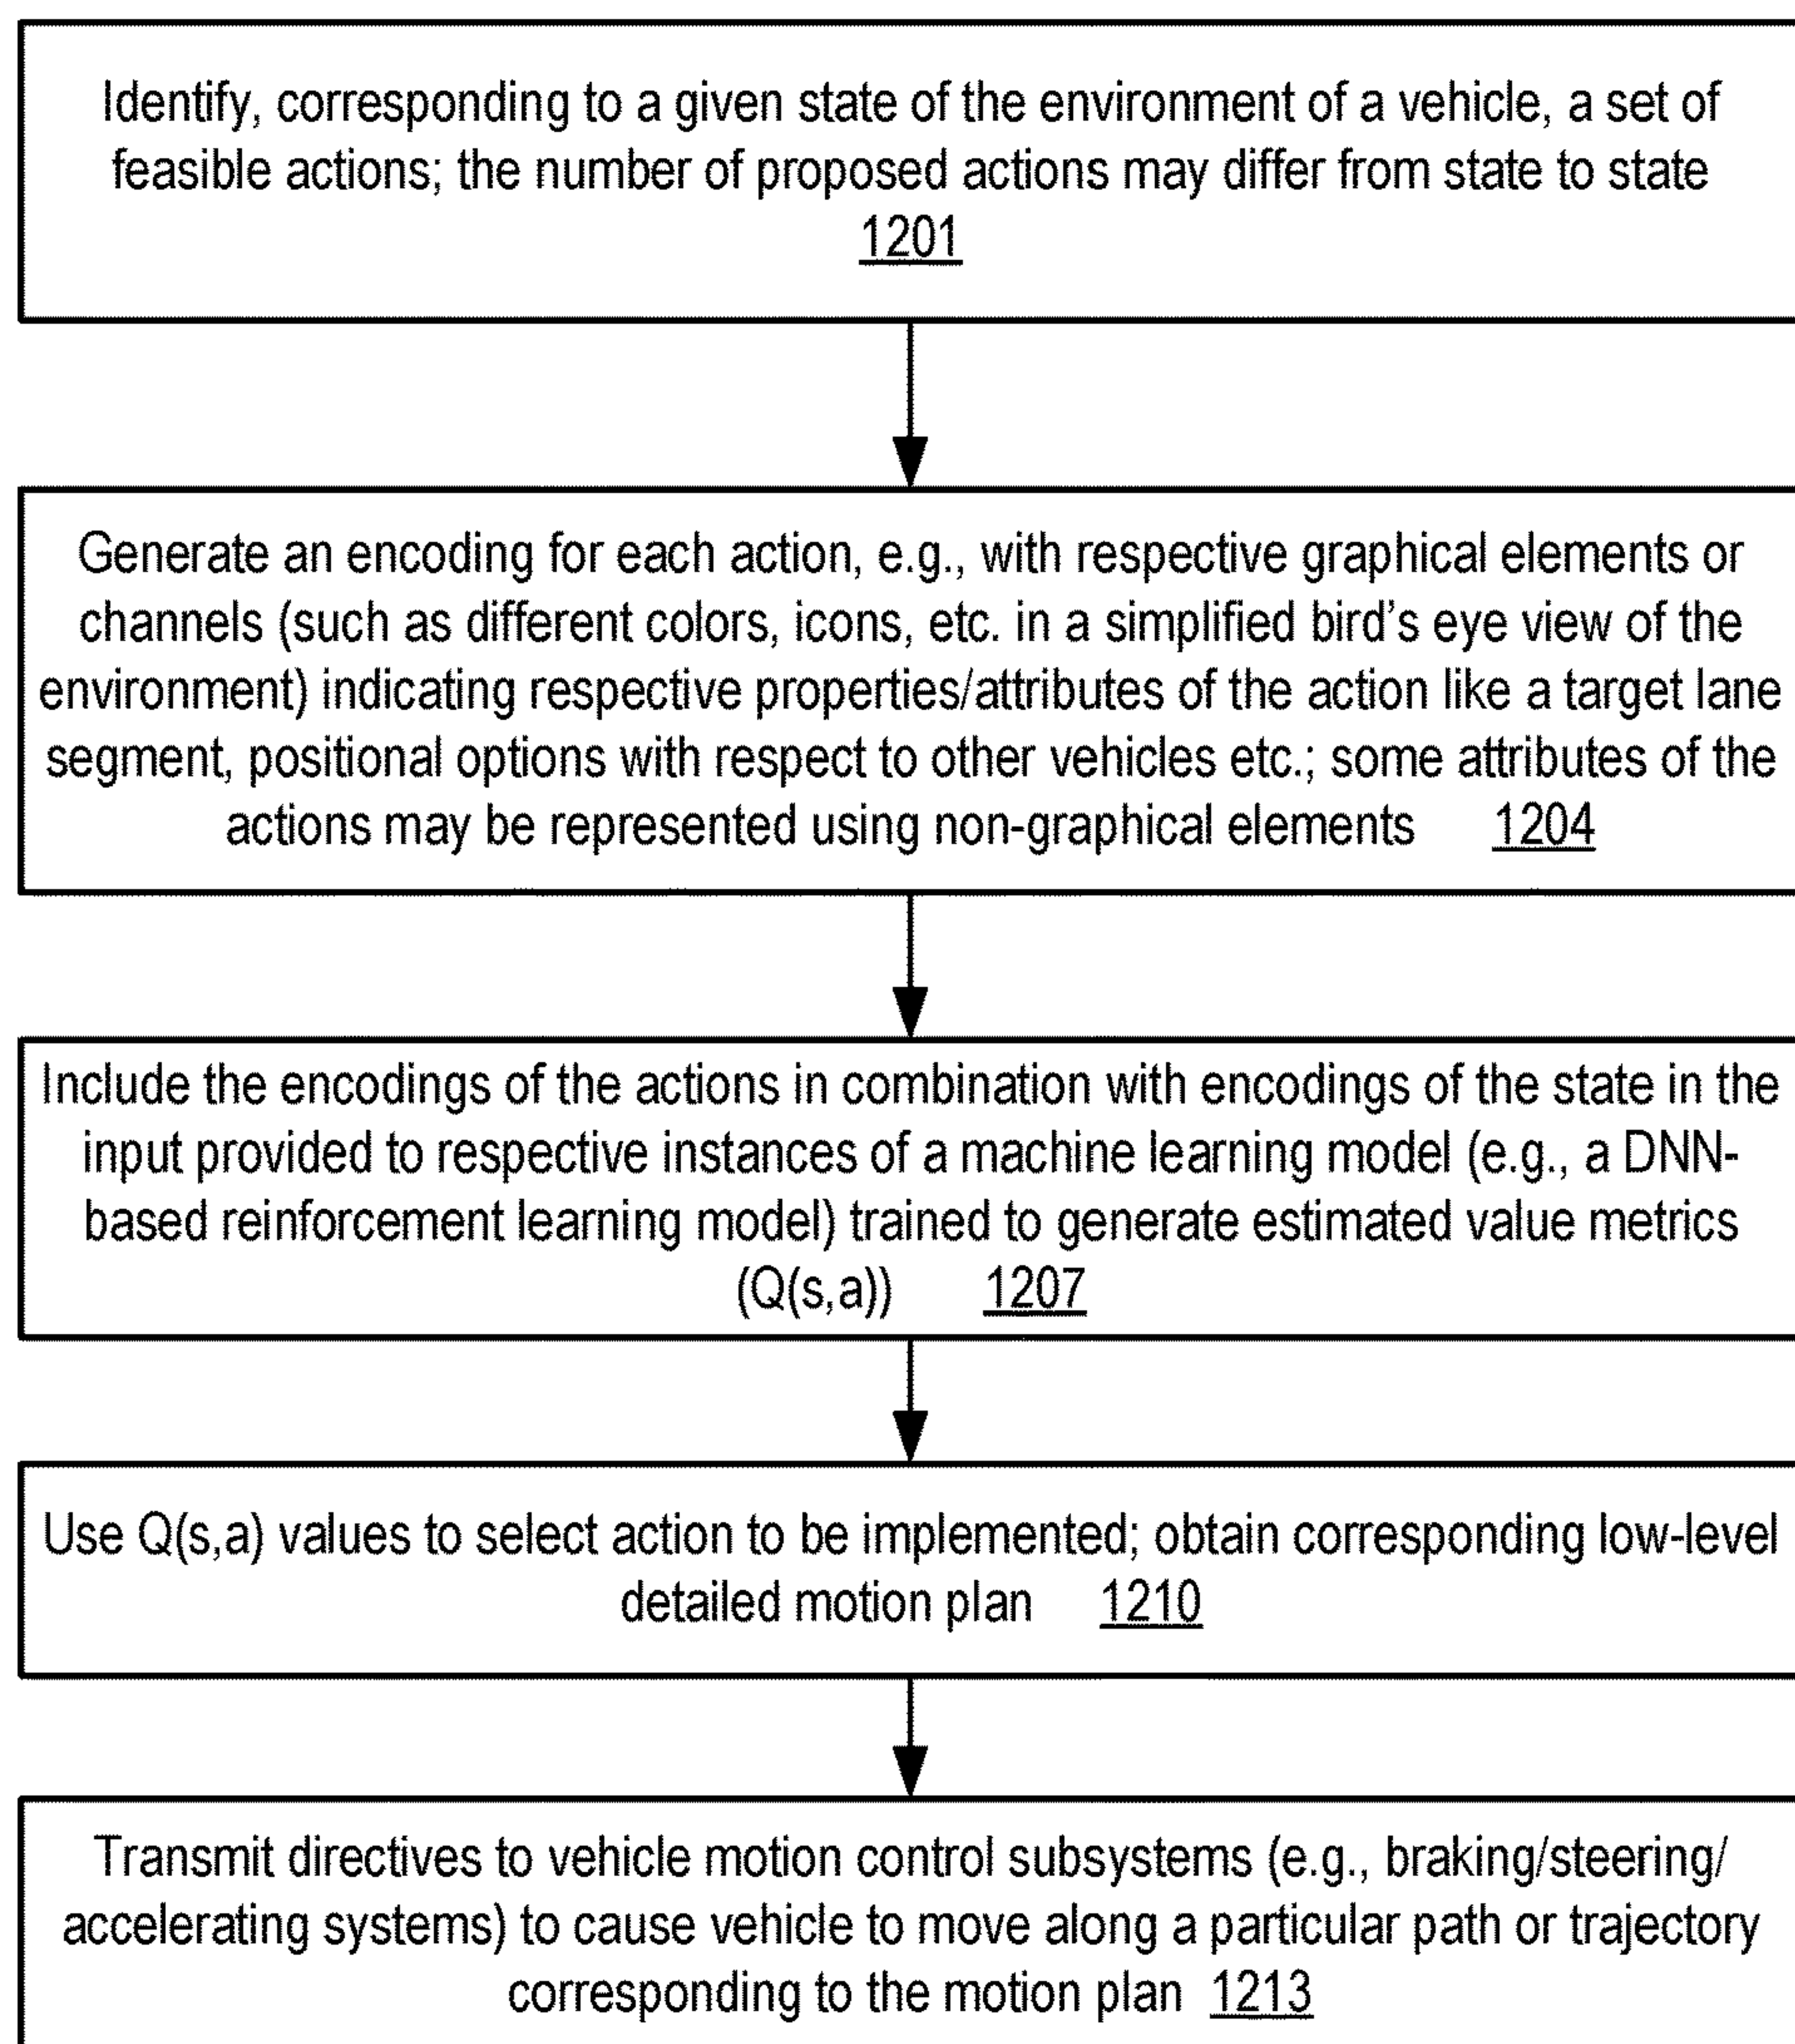 Identify, corresponding to a given state of the environment of a vehicle, a set of
feasible actions; the number of proposed actions may differ from state to state
1201
Generate an encoding for each action, e.g., with respective graphical elements or
channels (such as different colors, icons, etc. in a simplified bird's eye view of the
environment) indicating respective properties/attributes of the action like a target lane
segment, positional options with respect to other vehicles etc.; some attributes of the
actions may be represented using non-graphical elements 1204
Include the encodings of the actions in combination with encodings of the state in the
input provided to respective instances of a machine learning model (e.g., a DNN-
based reinforcement learning model) trained to generate estimated value metrics
(Q(s,a)) 1207
Use Q(s,a) values to select action to be implemented; obtain corresponding low-level
detailed motion plan 1210
Transmit directives to vehicle motion control subsystems (e.g., braking/steering/
accelerating systems) to cause vehicle to move along a particular path or trajectory
corresponding to the motion plan 1213